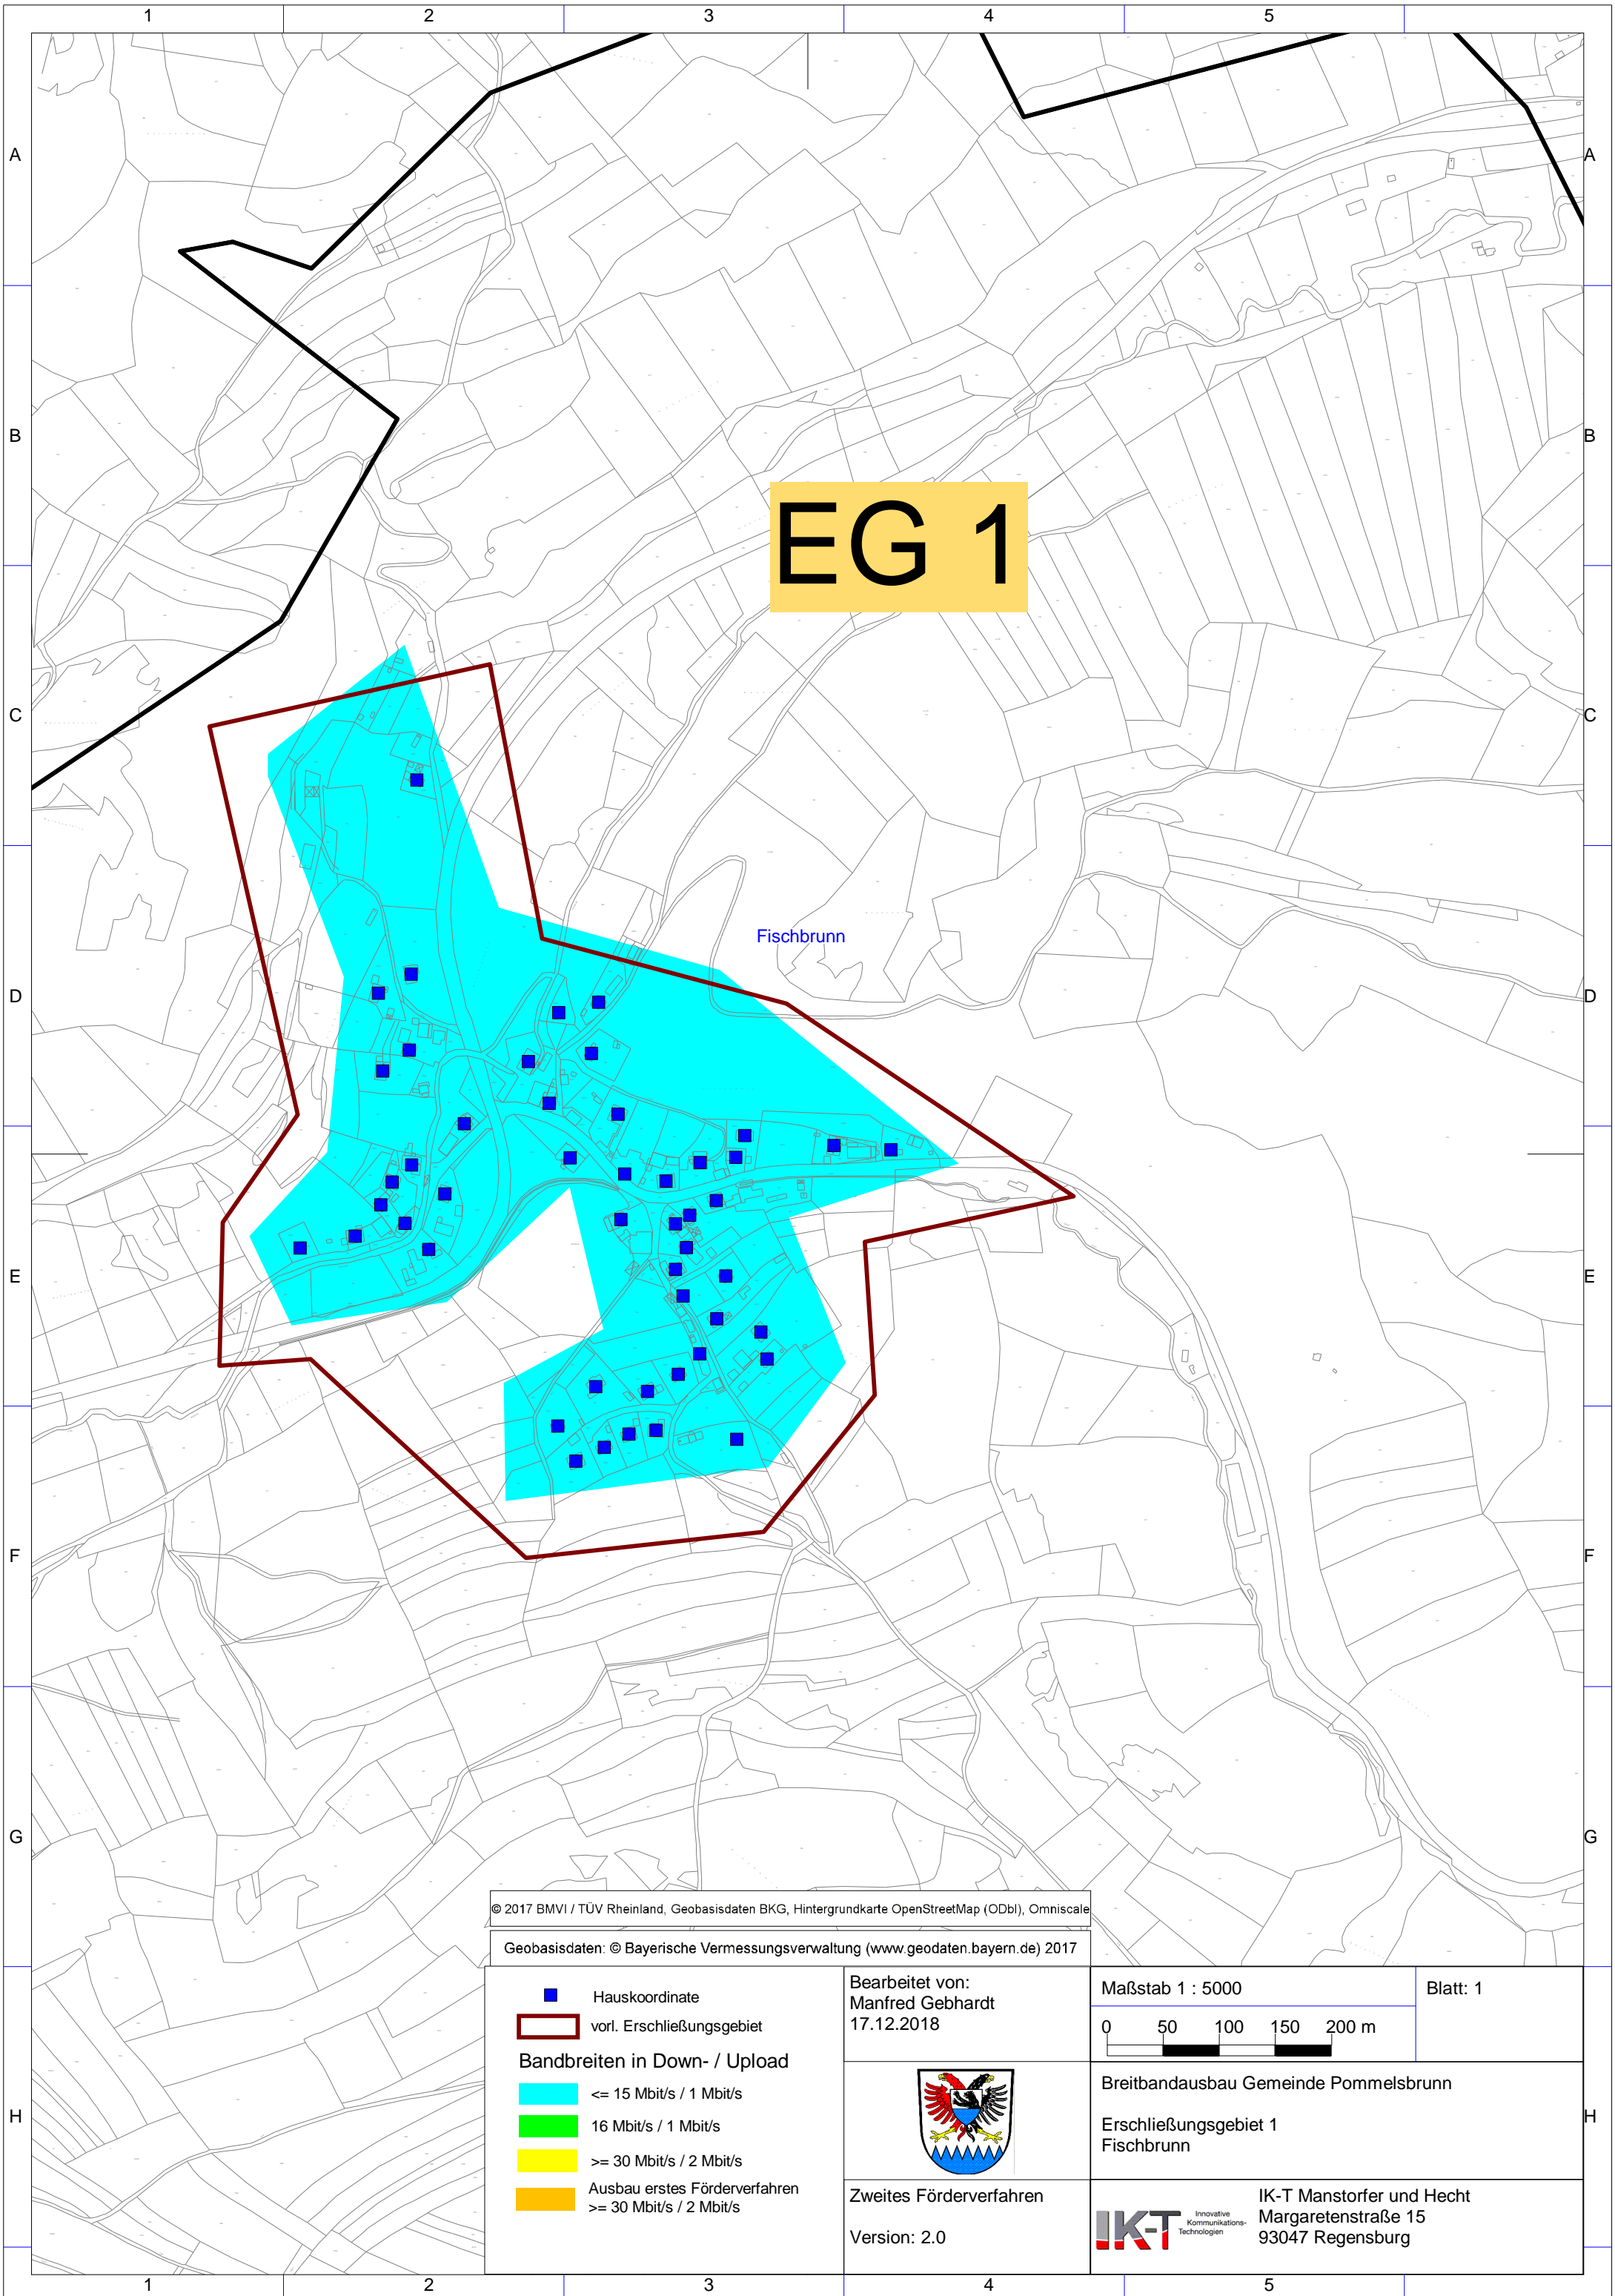 1 2 3 4 5
A A
B B
EG 1
C C
Fischbrunn
D D
E E
F F
G G
© 2017 BMVI / TÜV Rheinland, Geobasisdaten BKG, Hintergrundkarte OpenStreetMap (ODbl), Omniscale
Geobasisdaten: © Bayerische Vermessungsverwaltung (www.geodaten.bayern.de) 2017
Hauskoordinate
vorl. Erschließungsgebiet
Bandbreiten in Down- / Upload
<= 15 Mbit/s / 1 Mbit/s
16 Mbit/s / 1 Mbit/s
>= 30 Mbit/s / 2 Mbit/s
Ausbau erstes Förderverfahren
>= 30 Mbit/s / 2 Mbit/s
Bearbeitet von:
Manfred Gebhardt
17.12.2018
Maßstab 1 : 5000
Blatt: 1
0 50 100 150 200 m
Breitbandausbau Gemeinde Pommelsbrunn
Erschließungsgebiet 1
Fischbrunn
H H
Zweites Förderverfahren
Version: 2.0
IK-T
Innovative
Kommunikations-
Technologien
IK-T Manstorfer und Hecht
Margaretenstraße 15
93047 Regensburg
1 2 3 4 5